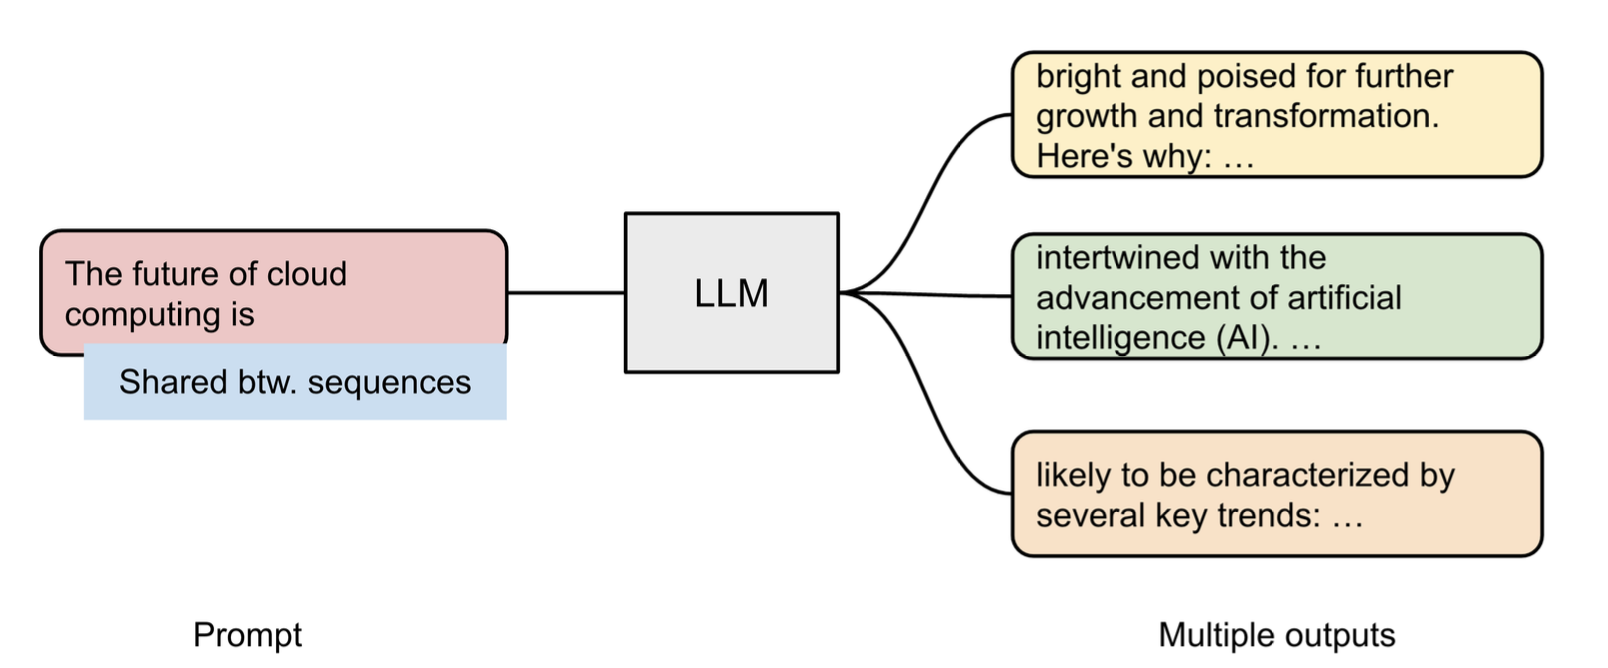 The future of cloud
computing is
Shared btw. sequences
Prompt
LLM
bright and poised for further
growth and transformation.
Here's why: …
intertwined with the
advancement of artificial
intelligence (AI). …
likely to be characterized by
several key trends: …
Multiple outputs